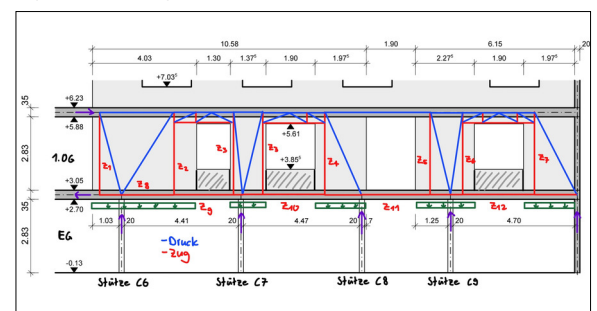 10.58 1.90 6.15 20
4.03 1.30 1.37⁵ 1.90 1.97⁵ 2.27⁵ 1.90 1.97⁵
+7.03⁵
35 +6.23
+5.88
+5.61
2.83 1.OG Z1 Z2 Z3 Z3 Z4 Z5 Z6 Z7
+3.85⁵
Z8
+3.05
35 +2.70
Z9 Z10 Z11 Z12
1.03 20 4.41 20 4.47 20 7 1.25 20 4.70
2.83 EG
-Druck
-Zug
-0.13
Stütze C6 Stütze C7 Stütze C8 Stütze C9